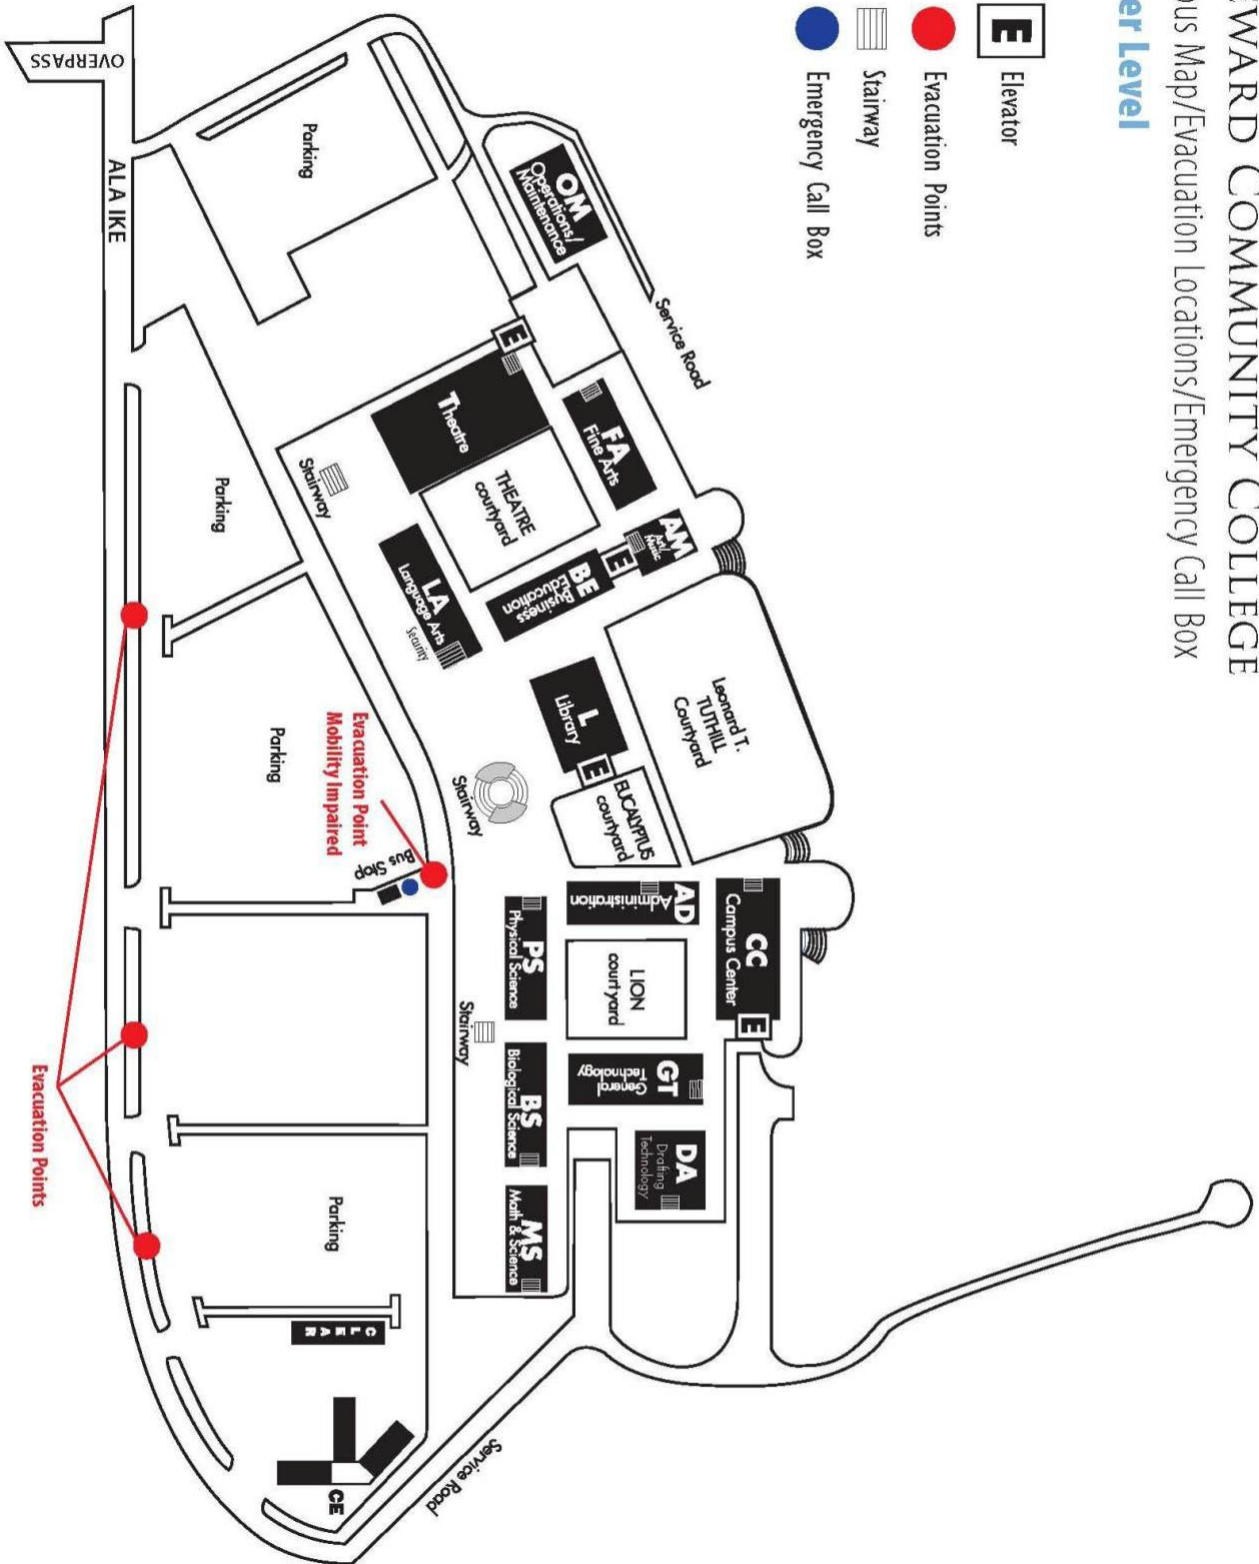 WARD COMMUNITY COLLEGE
us Map/Evacuation Locations/Emergency Call Box
er Level
E Elevator
Evacuation Points
Stairway
Emergency Call Box
OVERPASS
ALA IKE
Parking
OM
Operations/
Maintenance
Service Road
E
Theatre
THEATRE
courtyard
FA
Fine Arts
AM
Art/
Music
E
BE
Business
Education
Stairway
LA
Language Arts
Security
Parking
L
Library
E
Leonard T.
TUTHILL
Courtyard
EUCALYPTUS
courtyard
Stairway
Parking
Evacuation Point
Mobility Impaired
Bus Stop
AD
Administration
CC
Campus Center
E
PS
Physical Science
LION
courtyard
Stairway
GT
General
Technology
BS
Biological Science
DA
Drafting
Technology
MS
Math & Science
Parking
CLEAR
CE
Service Road
Evacuation Points